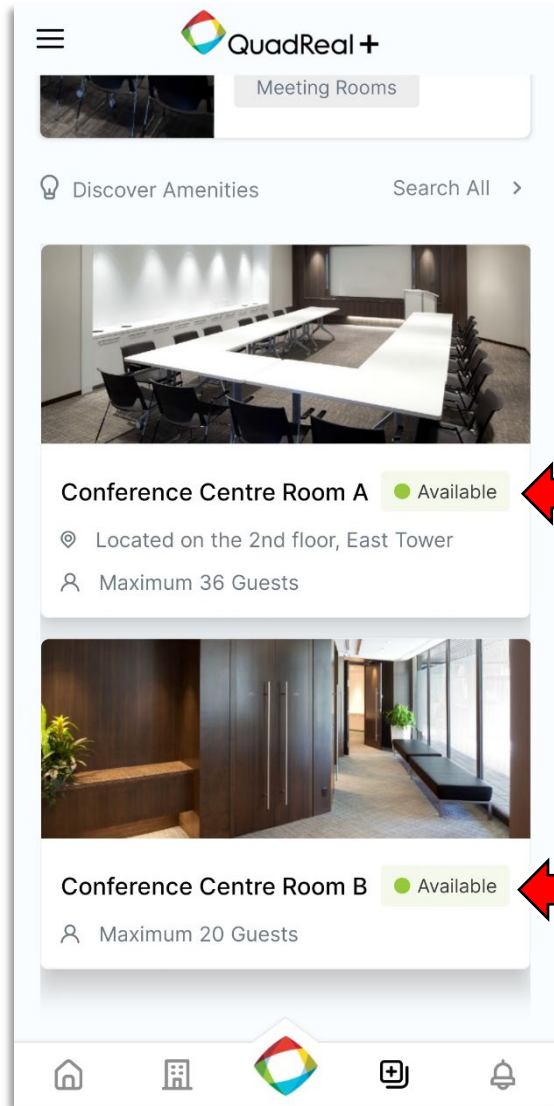 QuadReal +
Meeting Rooms
Discover Amenities
Search All >
Conference Centre Room A
Available
Located on the 2nd floor, East Tower
Maximum 36 Guests
Conference Centre Room B
Available
Maximum 20 Guests